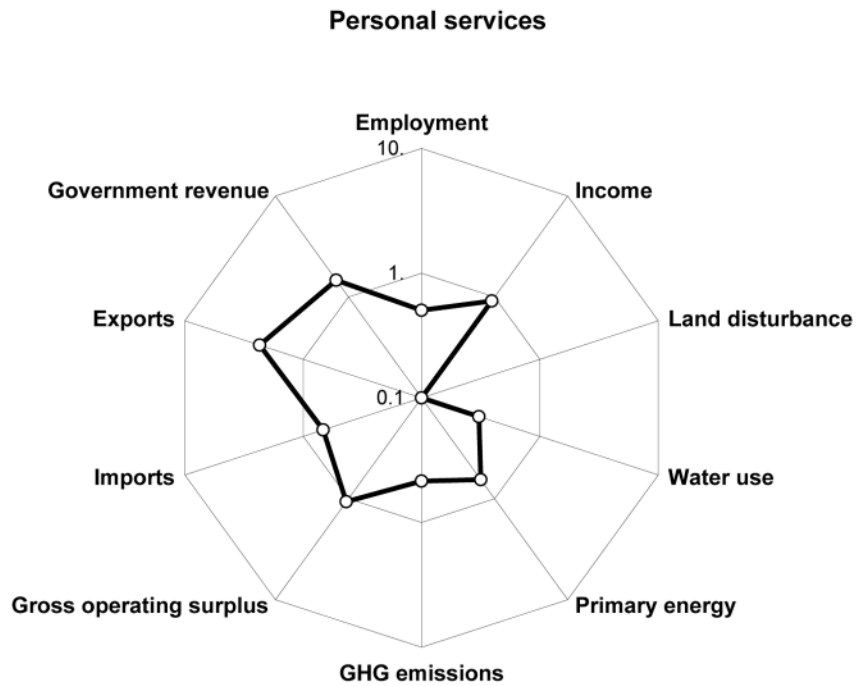 Personal services
Employment
10.
Government revenue
Income
1.
Exports
Land disturbance
0.1
Imports
Water use
Gross operating surplus
Primary energy
GHG emissions